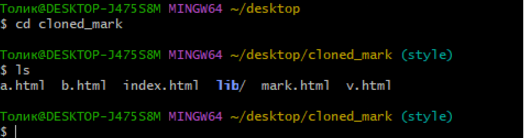 Толик@DESKTOP-J475S8M MINGW64 ~/desktop
$ cd cloned_mark
Толик@DESKTOP-J475S8M MINGW64 ~/desktop/cloned_mark (style)
$ ls
a.html  b.html  index.html  lib/  mark.html  v.html
Толик@DESKTOP-J475S8M MINGW64 ~/desktop/cloned_mark (style)
$